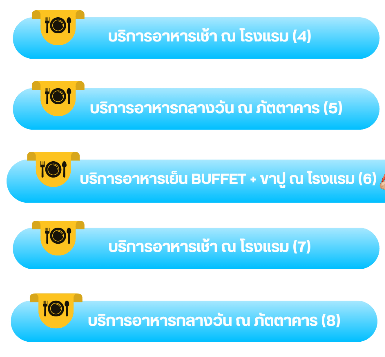 บริการอาหารเช้า ณ โรงแรม (4)
บริการอาหารกลางวัน ณ ภัตตาคาร (5)
บริการอาหารเย็น BUFFET + ขาปู ณ โรงแรม (6)
บริการอาหารเช้า ณ โรงแรม (7)
บริการอาหารกลางวัน ณ ภัตตาคาร (8)